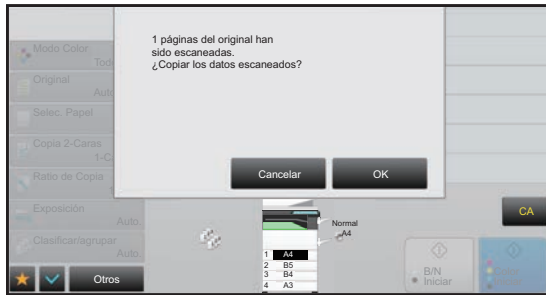 1 páginas del original han
sido escaneadas.
¿Copiar los datos escaneados?
Cancelar
OK
Modo Color
Original
Auto
Selec. Papel
Copia 2-Caras
1-C
Ratio de Copia
Exposición
Auto.
Clasificar/agrupar
Auto.
Otros
Normal
A4
1 A4
2 B5
3 B4
4 A3
CA
B/N
Iniciar